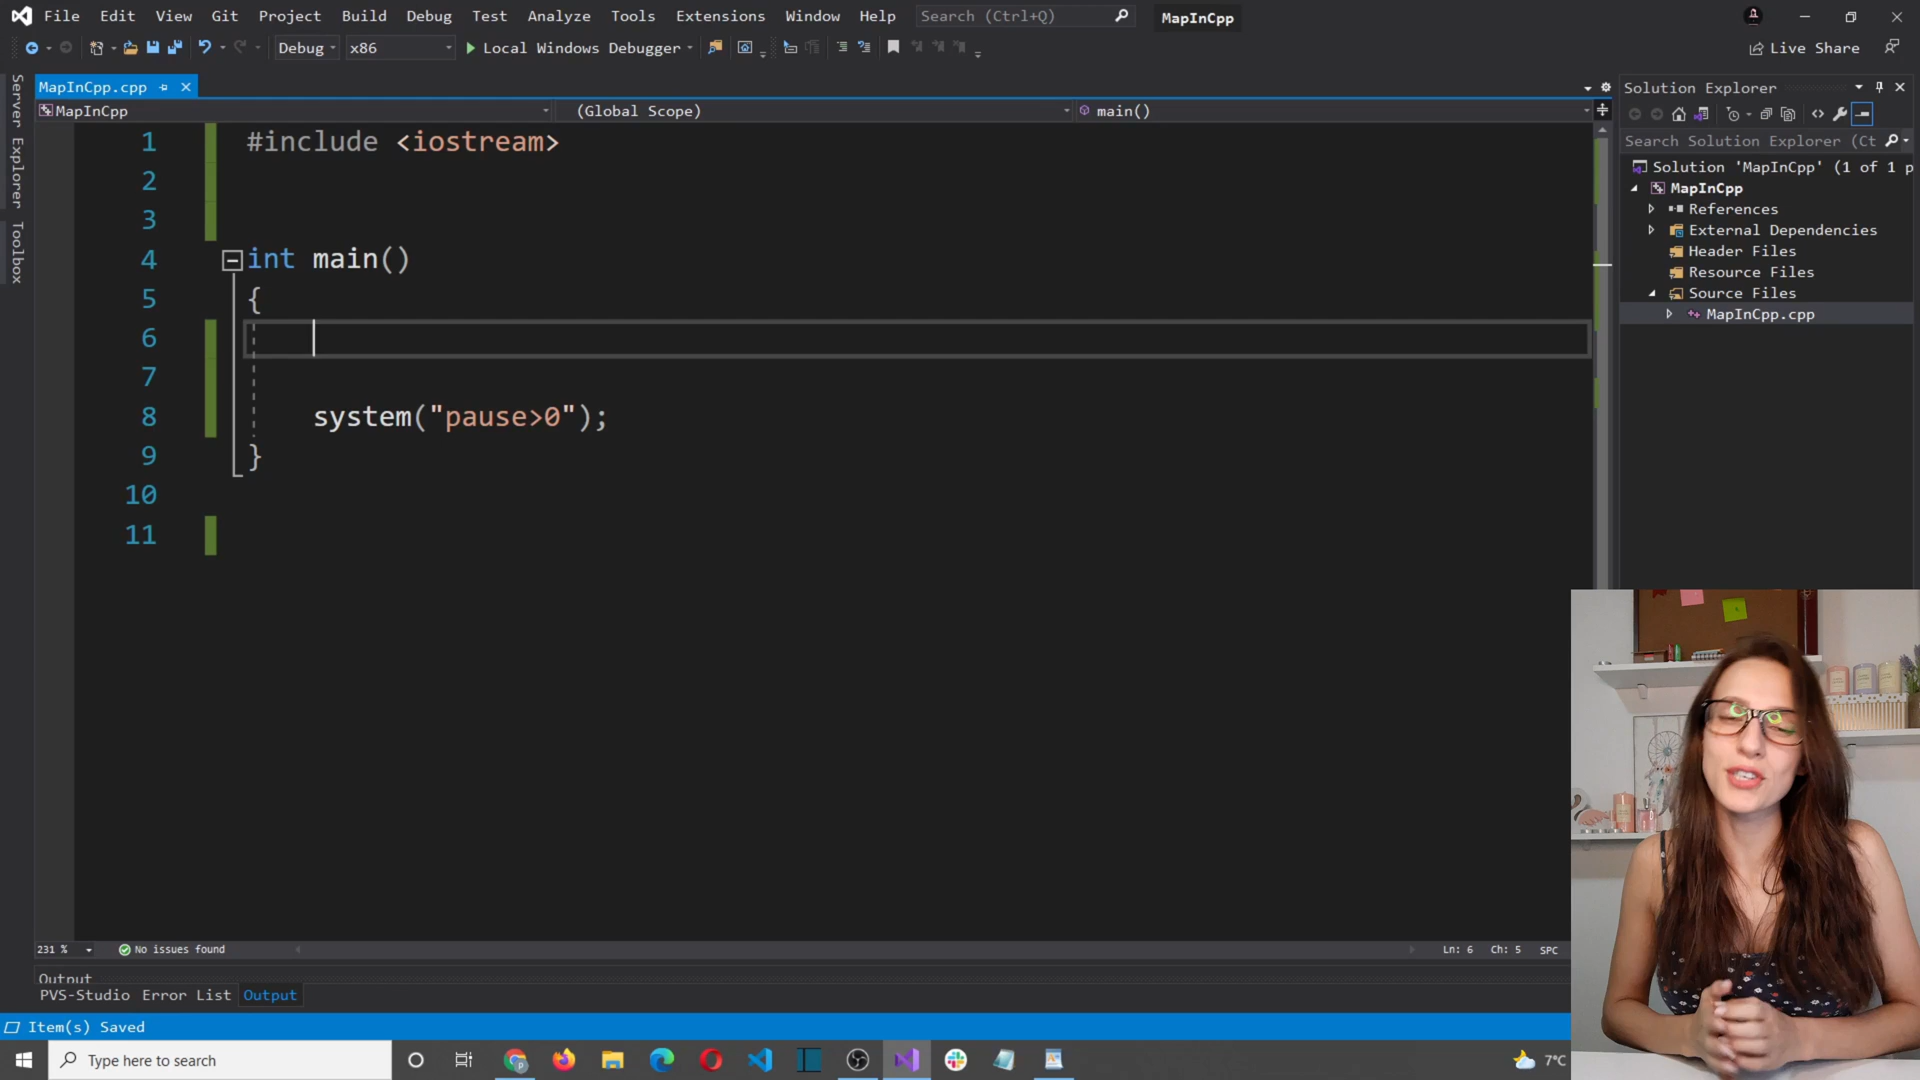 File Edit View Git Project Build Debug Test Analyze Tools Extensions Window Help Search (Ctrl+Q) MapInCpp
Debug x86 Local Windows Debugger Live Share
Server Explorer
Toolbox
MapInCpp.cpp
MapInCpp (Global Scope) main()
1 #include <iostream>
2
3
4 int main()
5 {
6
7
8 system("pause>0");
9 }
10
11
Solution Explorer
Search Solution Explorer (Ct
Solution 'MapInCpp' (1 of 1 p
MapInCpp
References
External Dependencies
Header Files
Resource Files
Source Files
MapInCpp.cpp
231 % No issues found Ln: 6 Ch: 5 SPC
Output
PVS-Studio Error List Output
Item(s) Saved
Type here to search 7°C